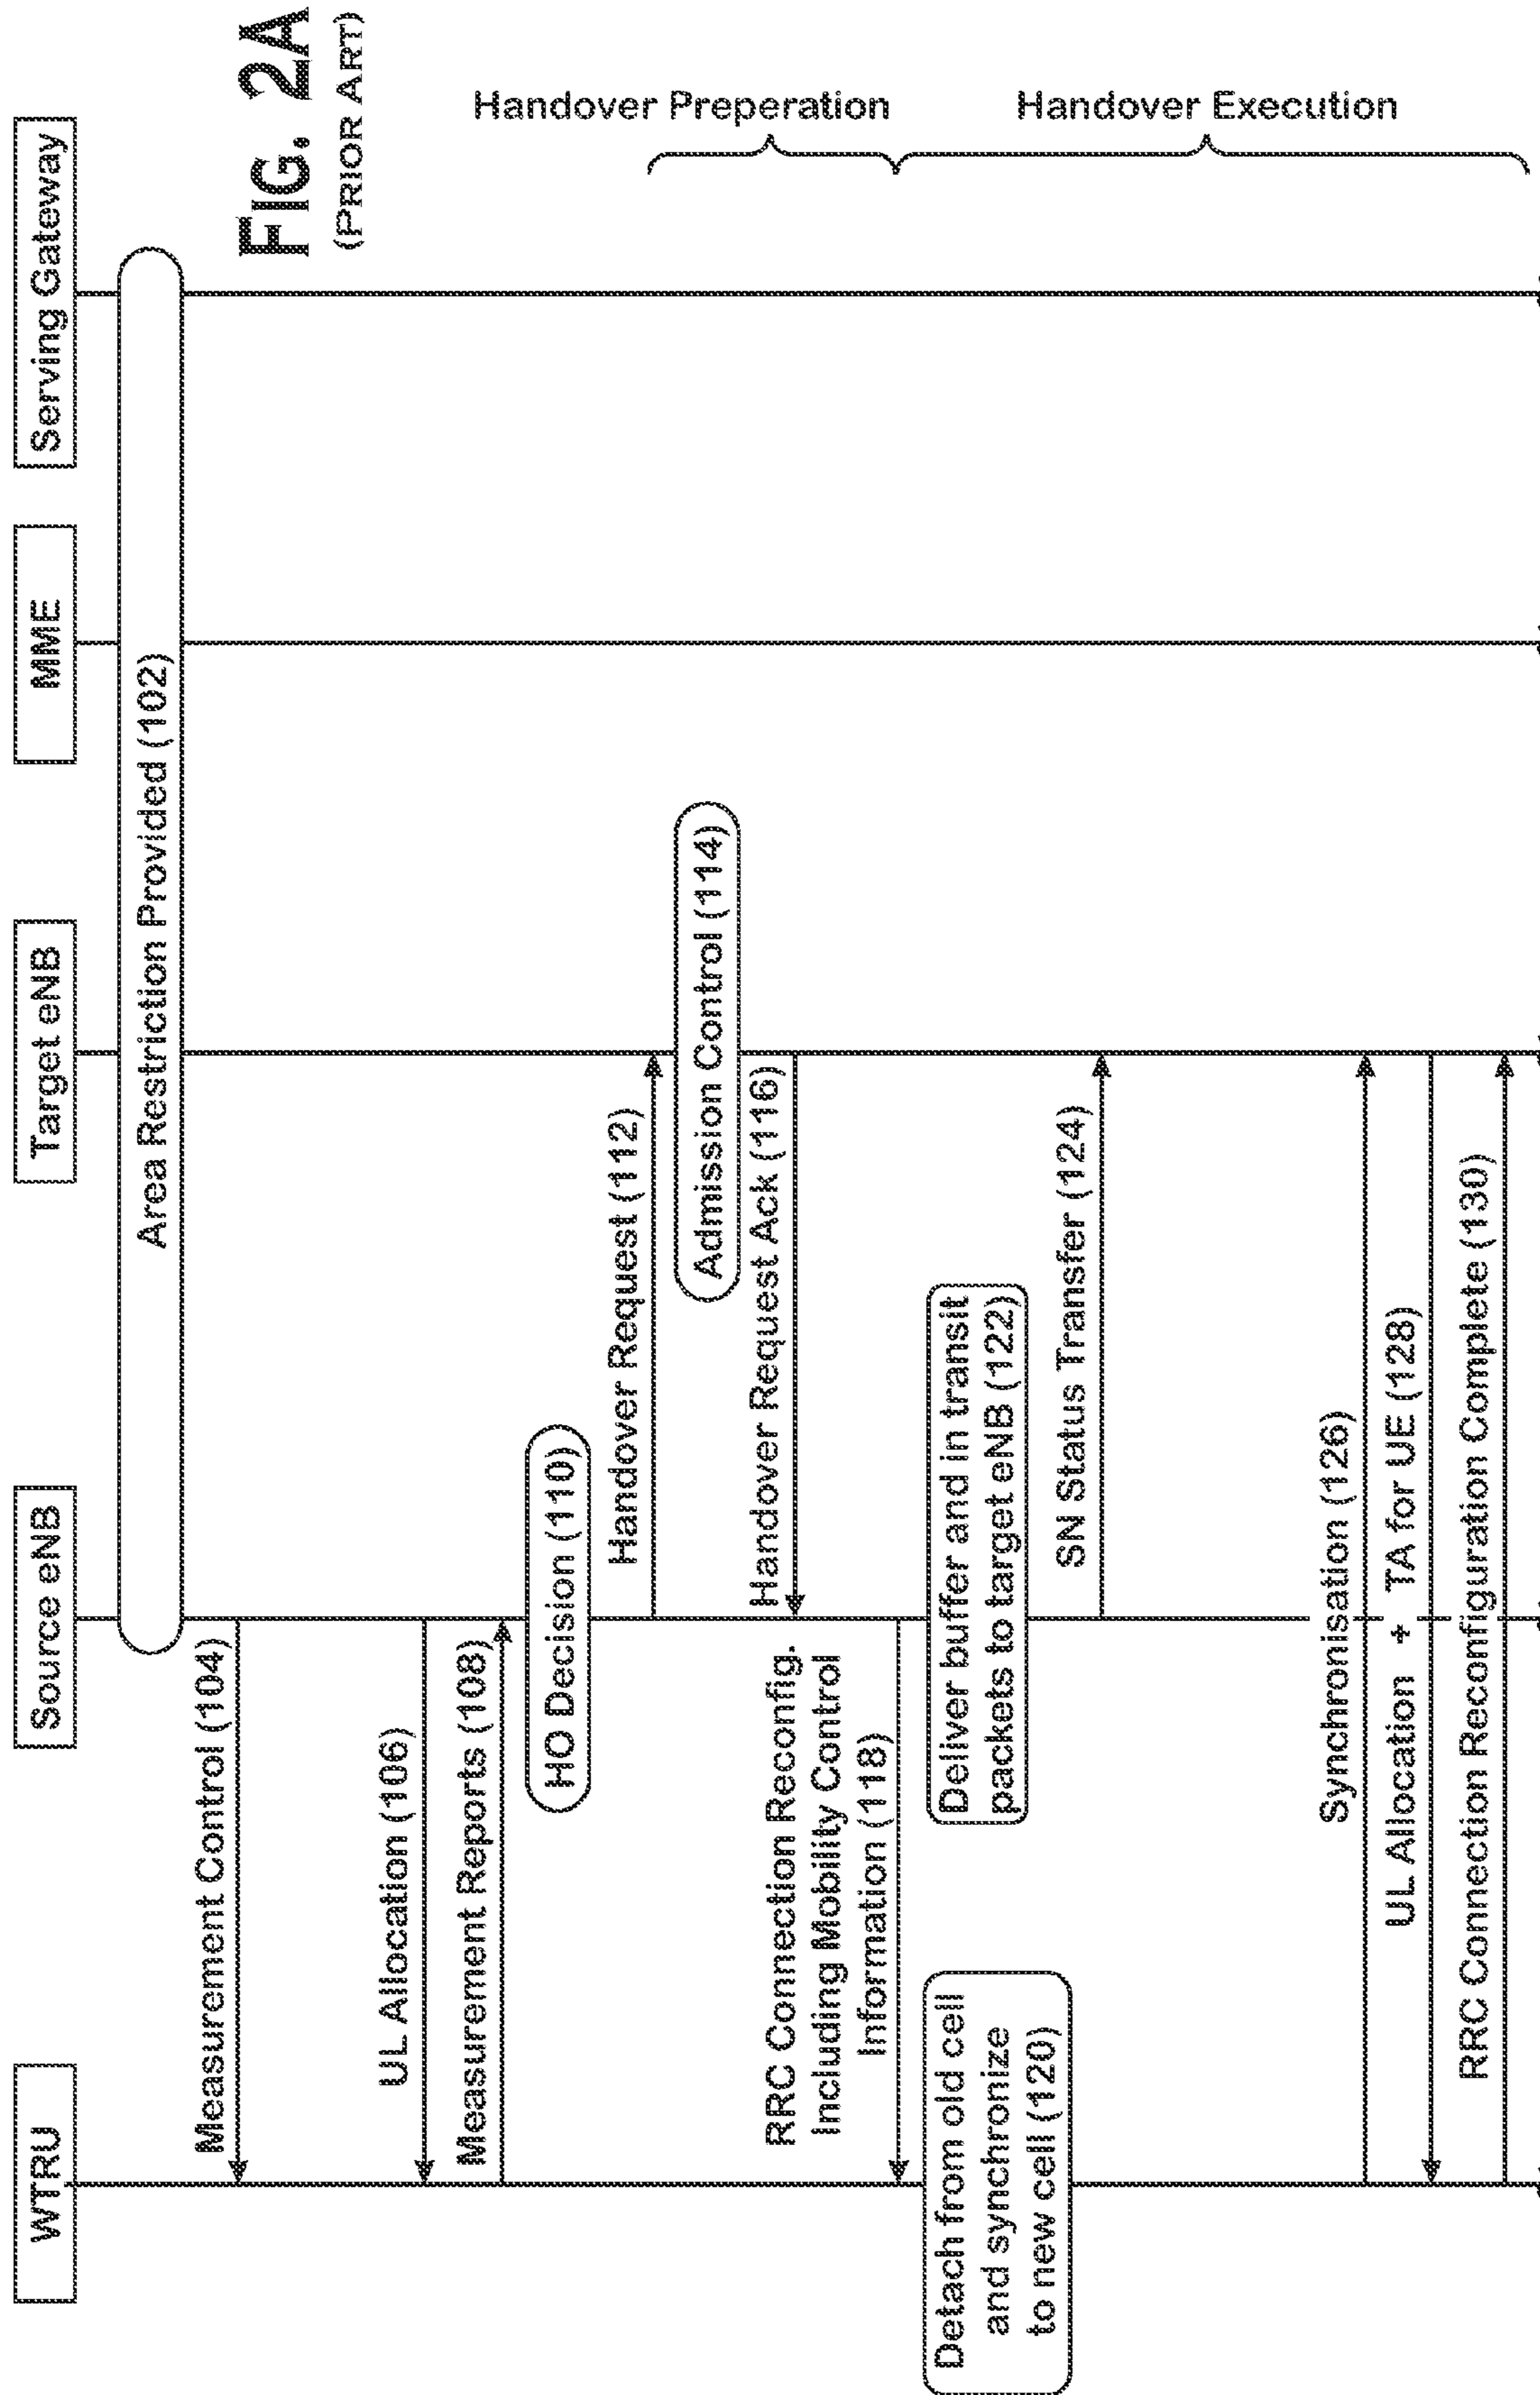 WTRU
Source eNB
Target eNB
MME
Serving Gateway
Area Restriction Provided (102)
Measurement Control (104)
UL Allocation (106)
Measurement Reports (108)
HO Decision (110)
Handover Request (112)
Admission Control (114)
Handover Request Ack (116)
RRC Connection Reconfig.
Including Mobility Control
Information (118)
Detach from old cell
and synchronize
to new cell (120)
Deliver buffer and in transit
packets to target eNB (122)
SN Status Transfer (124)
Synchronisation (126)
UL Allocation + TA for UE (128)
RRC Connection Reconfiguration Complete (130)
FIG. 2A
(PRIOR ART)
Handover Preperation
Handover Execution